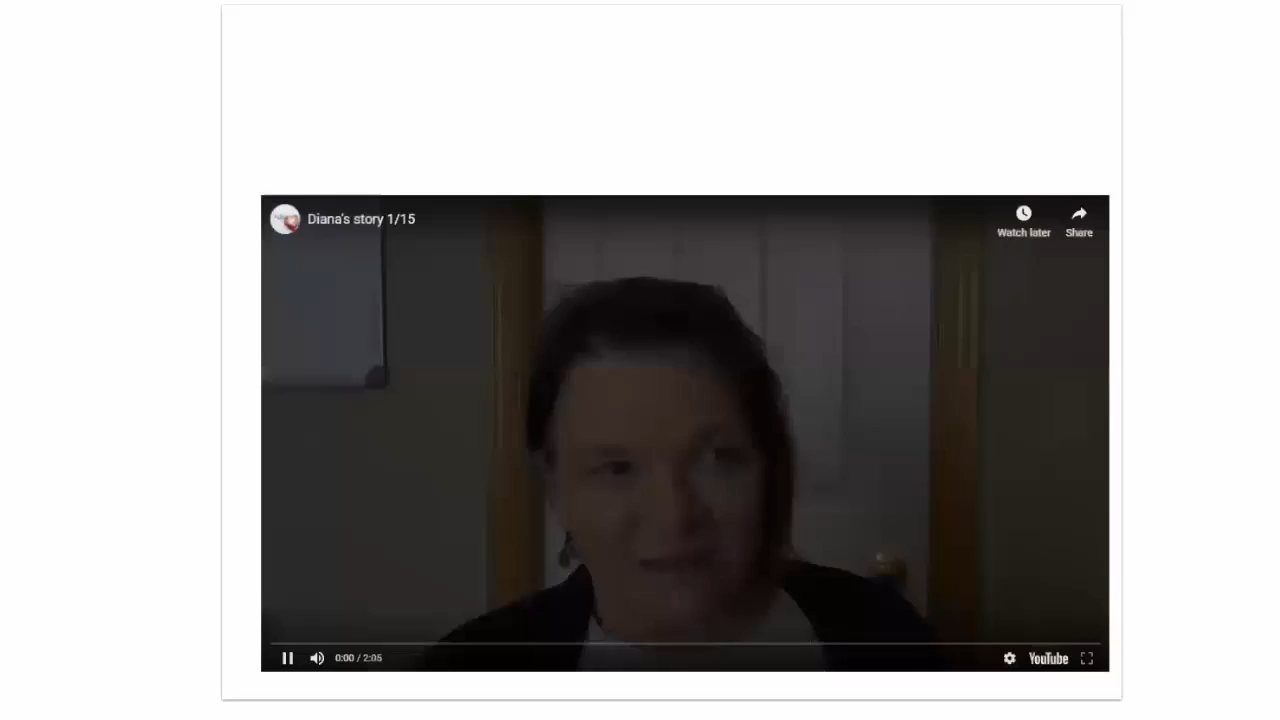 Diana's story 1/15
Watch later
Share
0:00 / 2:05
YouTube